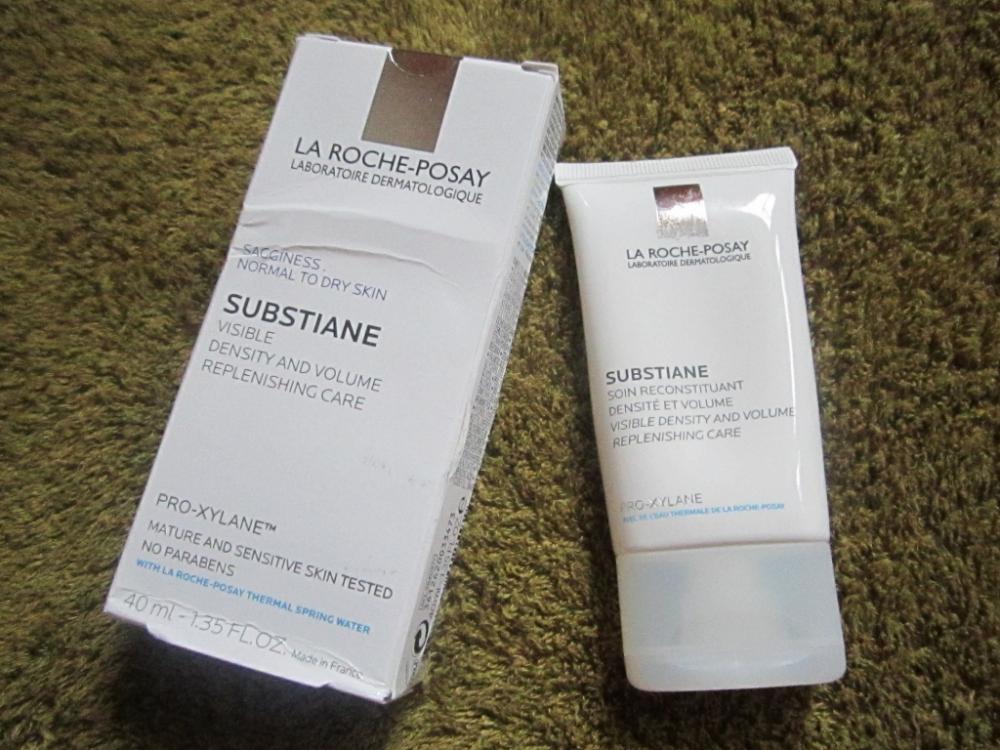 LA ROCHE-POSAY
LABORATOIRE DERMATOLOGIQUE
SAGGINESS.
NORMAL TO DRY SKIN
SUBSTIANE
VISIBLE
DENSITY AND VOLUME
REPLENISHING CARE
PRO-XYLANE™
MATURE AND SENSITIVE SKIN TESTED
NO PARABENS
WITH LA ROCHE-POSAY THERMAL SPRING WATER
40 ml - 1.35 FL.OZ. Made in France
LA ROCHE-POSAY
LABORATOIRE DERMATOLOGIQUE
SUBSTIANE
SOIN RECONSTITUANT
DENSITÉ ET VOLUME
VISIBLE DENSITY AND VOLUME
REPLENISHING CARE
PRO-XYLANE
AVEC DE L'EAU THERMALE DE LA ROCHE-POSAY